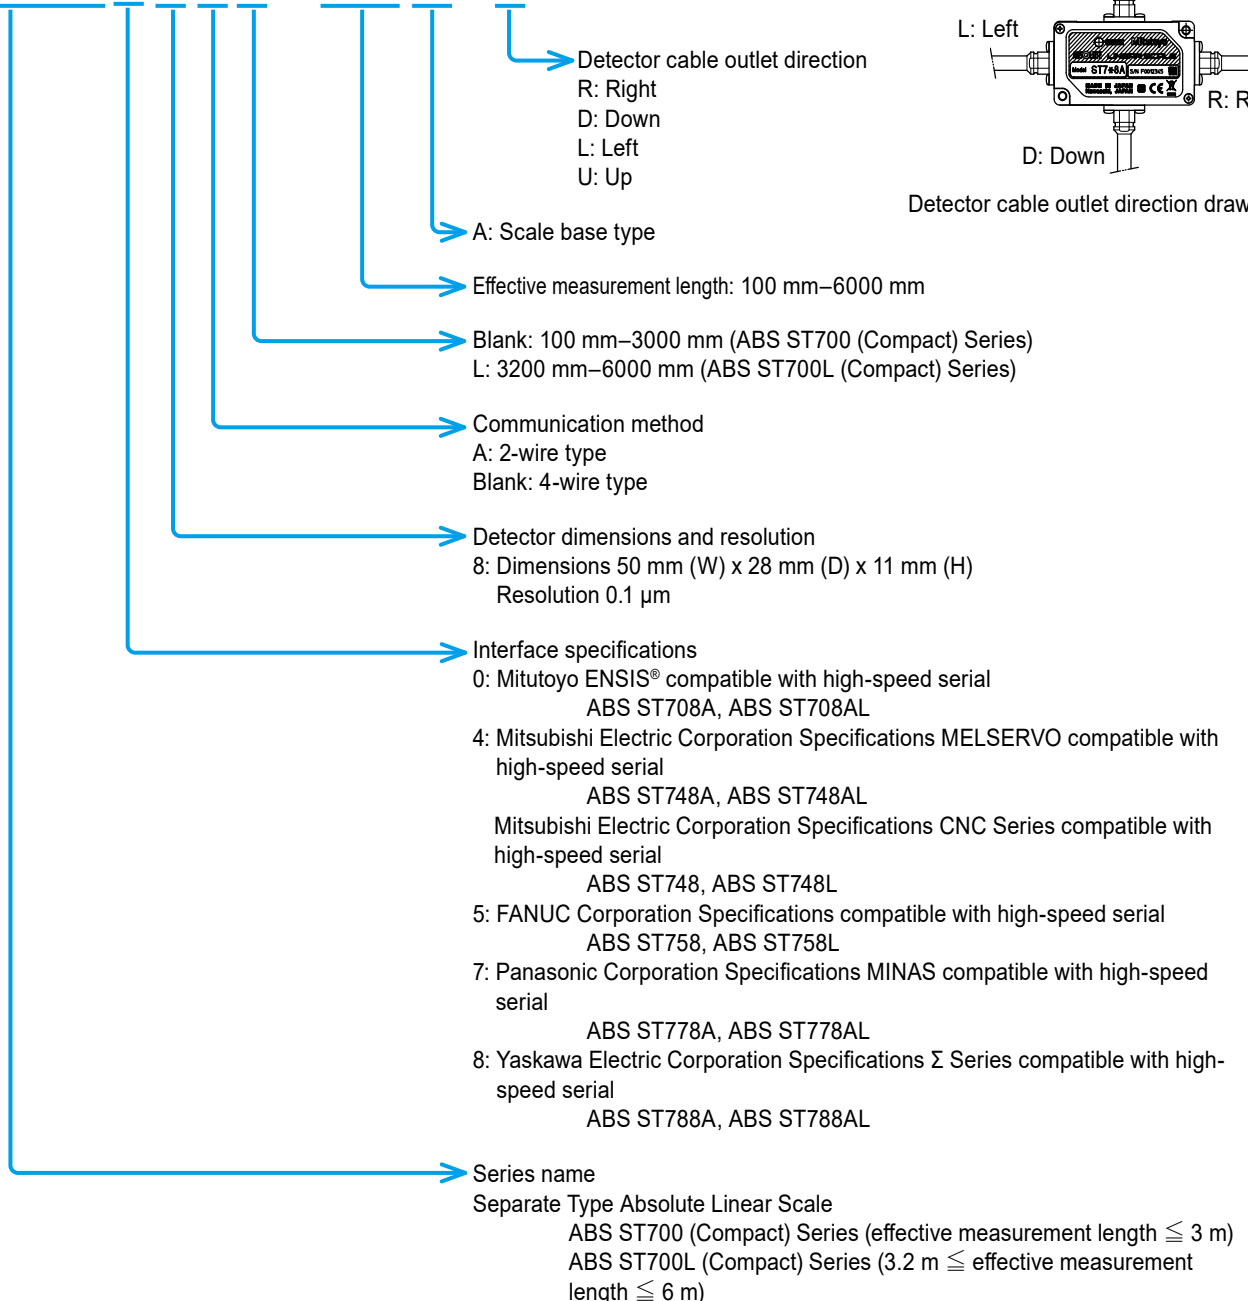 Detector cable outlet direction
R: Right
D: Down
L: Left
U: Up
L: Left
Mitutoyo
Model ST7*8A S/N F0012345
MADE IN JAPAN
CE
R: R
D: Down
Detector cable outlet direction draw
A: Scale base type
Effective measurement length: 100 mm–6000 mm
Blank: 100 mm–3000 mm (ABS ST700 (Compact) Series)
L: 3200 mm–6000 mm (ABS ST700L (Compact) Series)
Communication method
A: 2-wire type
Blank: 4-wire type
Detector dimensions and resolution
8: Dimensions 50 mm (W) x 28 mm (D) x 11 mm (H)
Resolution 0.1 µm
Interface specifications
0: Mitutoyo ENSIS® compatible with high-speed serial
ABS ST708A, ABS ST708AL
4: Mitsubishi Electric Corporation Specifications MELSERVO compatible with
high-speed serial
ABS ST748A, ABS ST748AL
Mitsubishi Electric Corporation Specifications CNC Series compatible with
high-speed serial
ABS ST748, ABS ST748L
5: FANUC Corporation Specifications compatible with high-speed serial
ABS ST758, ABS ST758L
7: Panasonic Corporation Specifications MINAS compatible with high-speed
serial
ABS ST778A, ABS ST778AL
8: Yaskawa Electric Corporation Specifications Σ Series compatible with high-
speed serial
ABS ST788A, ABS ST788AL
Series name
Separate Type Absolute Linear Scale
ABS ST700 (Compact) Series (effective measurement length ≦ 3 m)
ABS ST700L (Compact) Series (3.2 m ≦ effective measurement
length ≦ 6 m)